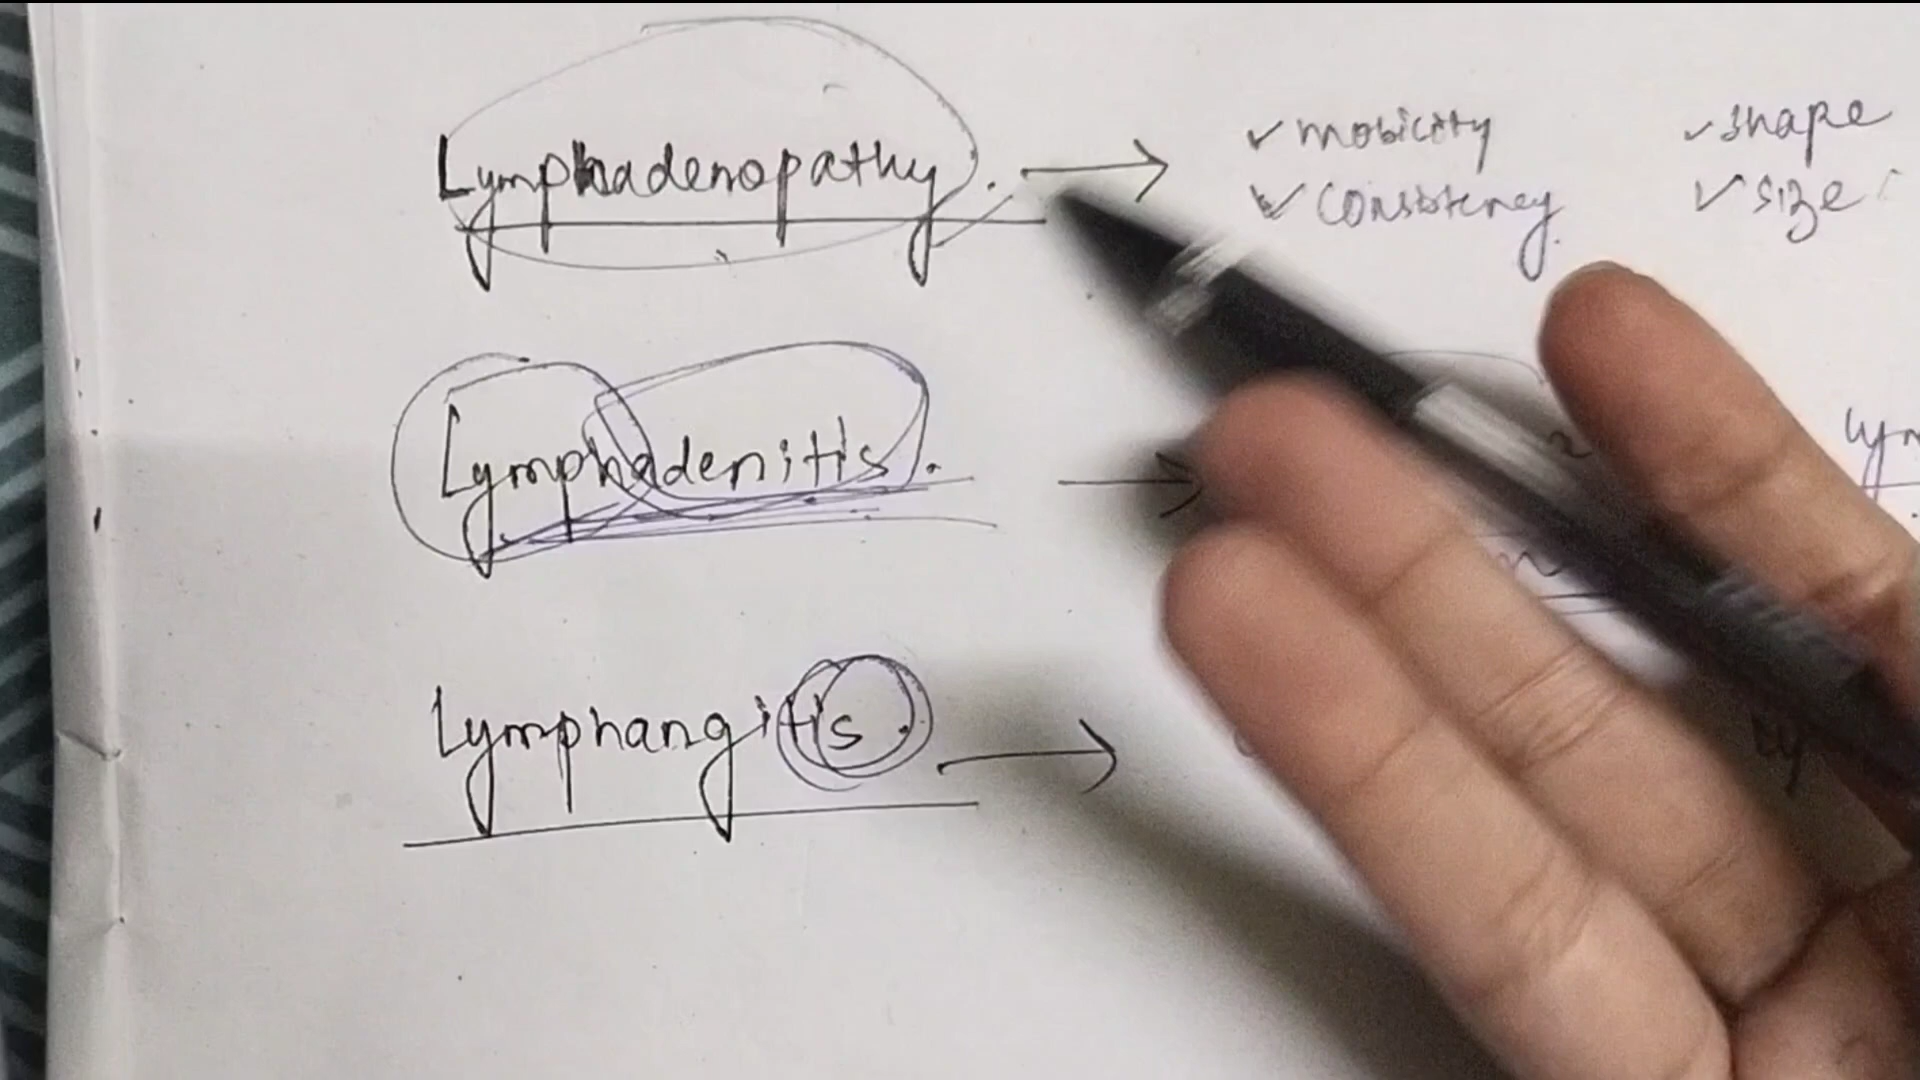 Lymphadenopathy. → ✓ mobility ✓ shape
✓ consistency. ✓ size
Lymphadenitis. →
Lymphangitis. →